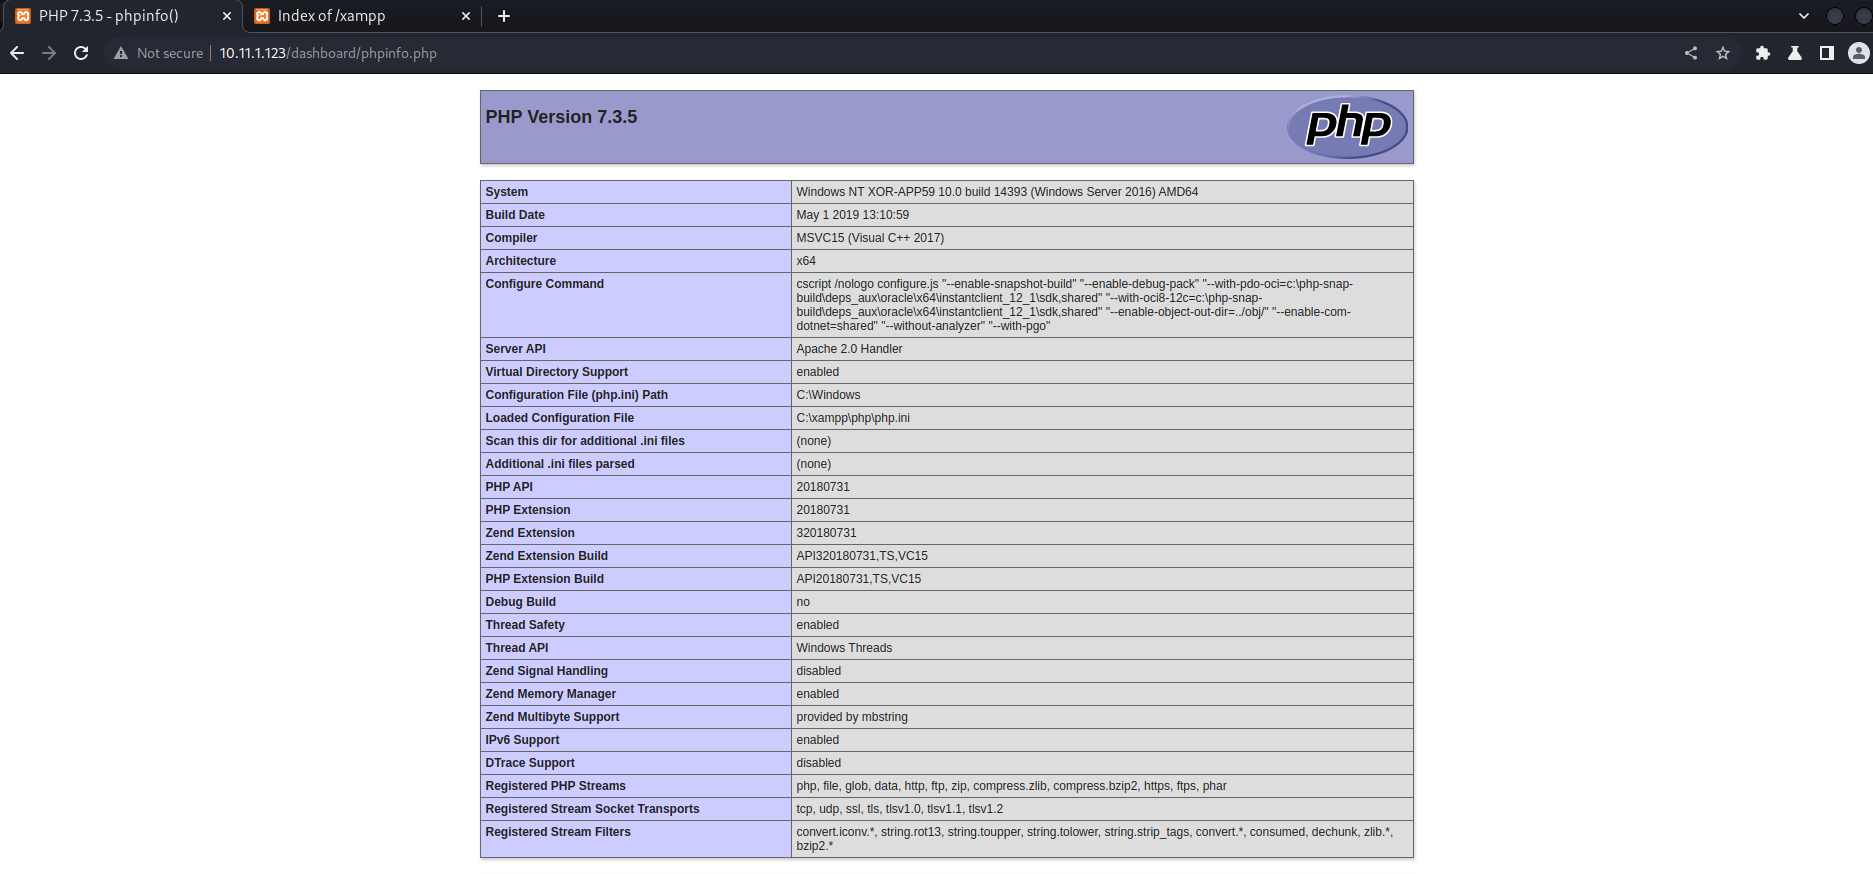 PHP 7.3.5 - phpinfo()
Index of /xampp
Not secure
10.11.1.123/dashboard/phpinfo.php
PHP Version 7.3.5
php
System Windows NT XOR-APP59 10.0 build 14393 (Windows Server 2016) AMD64
Build Date May 1 2019 13:10:59
Compiler MSVC15 (Visual C++ 2017)
Architecture x64
Configure Command cscript /nologo configure.js "--enable-snapshot-build" "--enable-debug-pack" "--with-pdo-oci=c:\php-snap-
build\deps_aux\oracle\x64\instantclient_12_1\sdk,shared" "--with-oci8-12c=c:\php-snap-
build\deps_aux\oracle\x64\instantclient_12_1\sdk,shared" "--enable-object-out-dir=../obj/" "--enable-com-
dotnet=shared" "--without-analyzer" "--with-pgo"
Server API Apache 2.0 Handler
Virtual Directory Support enabled
Configuration File (php.ini) Path C:\Windows
Loaded Configuration File C:\xampp\php\php.ini
Scan this dir for additional .ini files (none)
Additional .ini files parsed (none)
PHP API 20180731
PHP Extension 20180731
Zend Extension 320180731
Zend Extension Build API320180731,TS,VC15
PHP Extension Build API20180731,TS,VC15
Debug Build no
Thread Safety enabled
Thread API Windows Threads
Zend Signal Handling disabled
Zend Memory Manager enabled
Zend Multibyte Support provided by mbstring
IPv6 Support enabled
DTrace Support disabled
Registered PHP Streams php, file, glob, data, http, ftp, zip, compress.zlib, compress.bzip2, https, ftps, phar
Registered Stream Socket Transports tcp, udp, ssl, tls, tlsv1.0, tlsv1.1, tlsv1.2
Registered Stream Filters convert.iconv.*, string.rot13, string.toupper, string.tolower, string.strip_tags, convert.*, consumed, dechunk, zlib.*,
bzip2.*